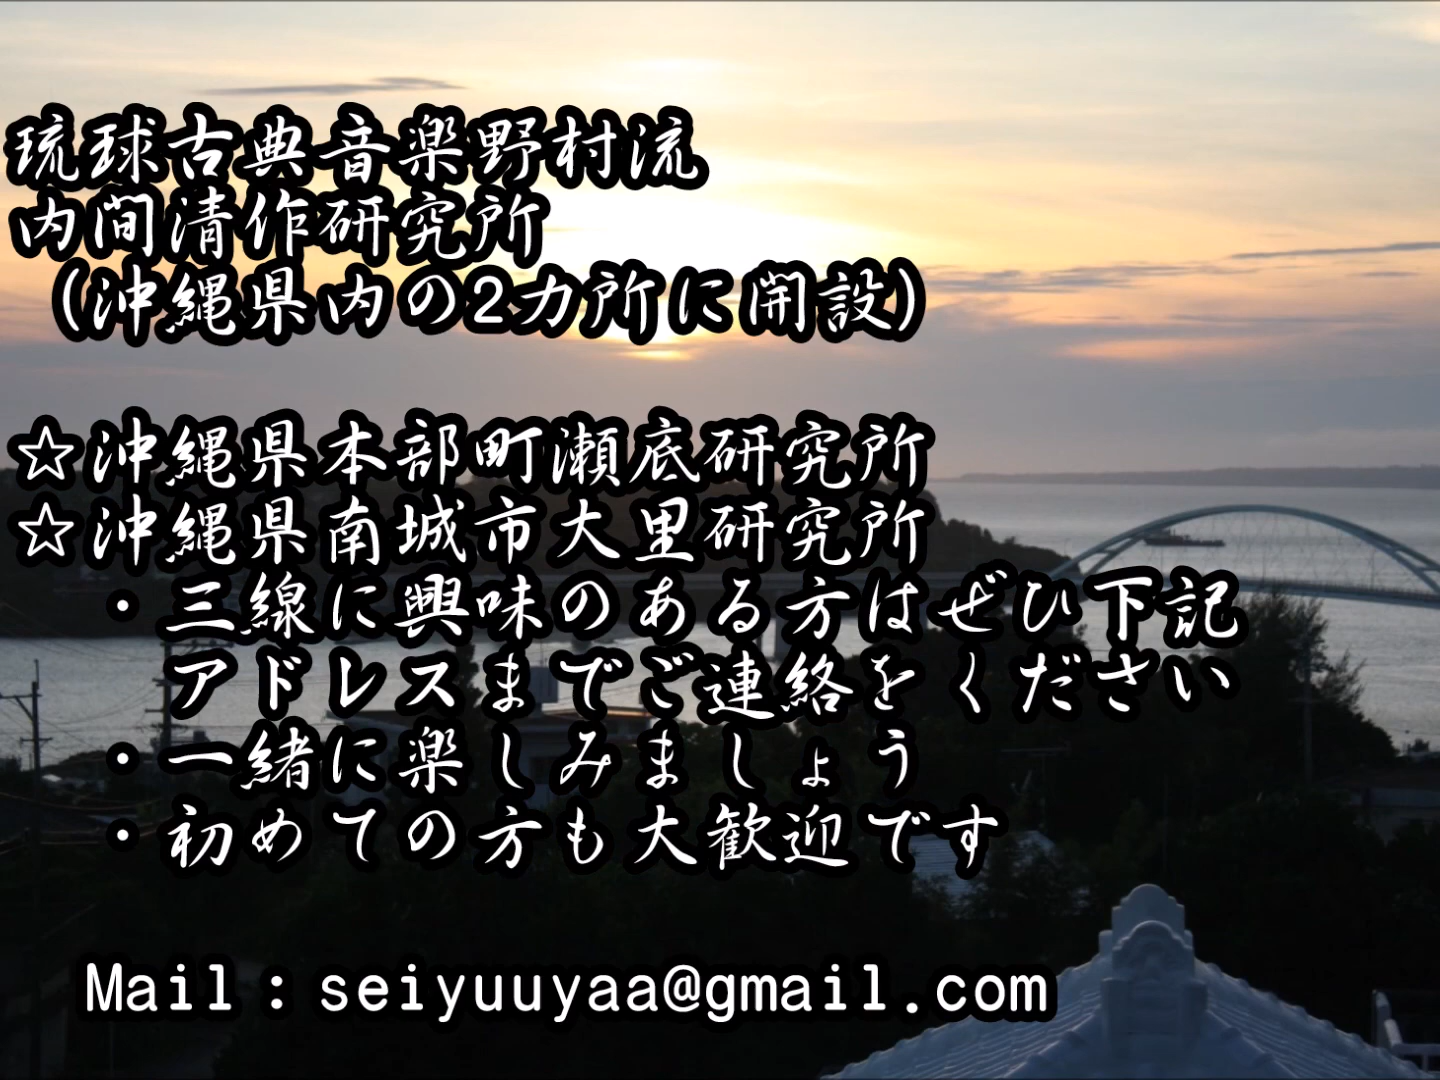 琉球古典音楽野村流
内間清作研究所
(沖縄県内の2カ所に開設)
☆沖縄県本部町瀬底研究所
☆沖縄県南城市大里研究所
・三線に興味のある方はぜひ下記
アドレスまでご連絡をください
・一緒に楽しみましょう
・初めての方も大歓迎です
Mail：seiyuuyaa@gmail.com